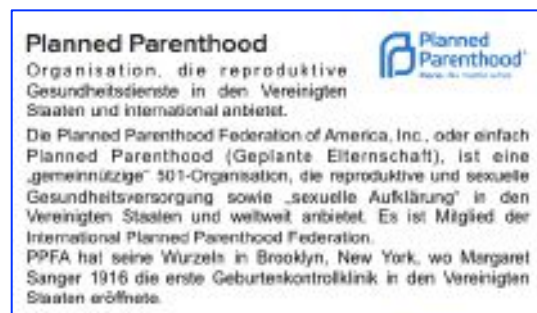 Planned Parenthood
Organisation, die reproduktive
Gesundheitsdienste in den Vereinigten
Staaten und international anbietet.
Planned
Parenthood®
Die Planned Parenthood Federation of America, Inc., oder einfach
Planned Parenthood (Geplante Elternschaft), ist eine
„gemeinnützige" 501-Organisation, die reproduktive und sexuelle
Gesundheitsversorgung sowie „sexuelle Aufklärung" in den
Vereinigten Staaten und weltweit anbietet. Es ist Mitglied der
International Planned Parenthood Federation.
PPFA hat seine Wurzeln in Brooklyn, New York, wo Margaret
Sanger 1916 die erste Geburtenkontrollklinik in den Vereinigten
Staaten eröffnete.